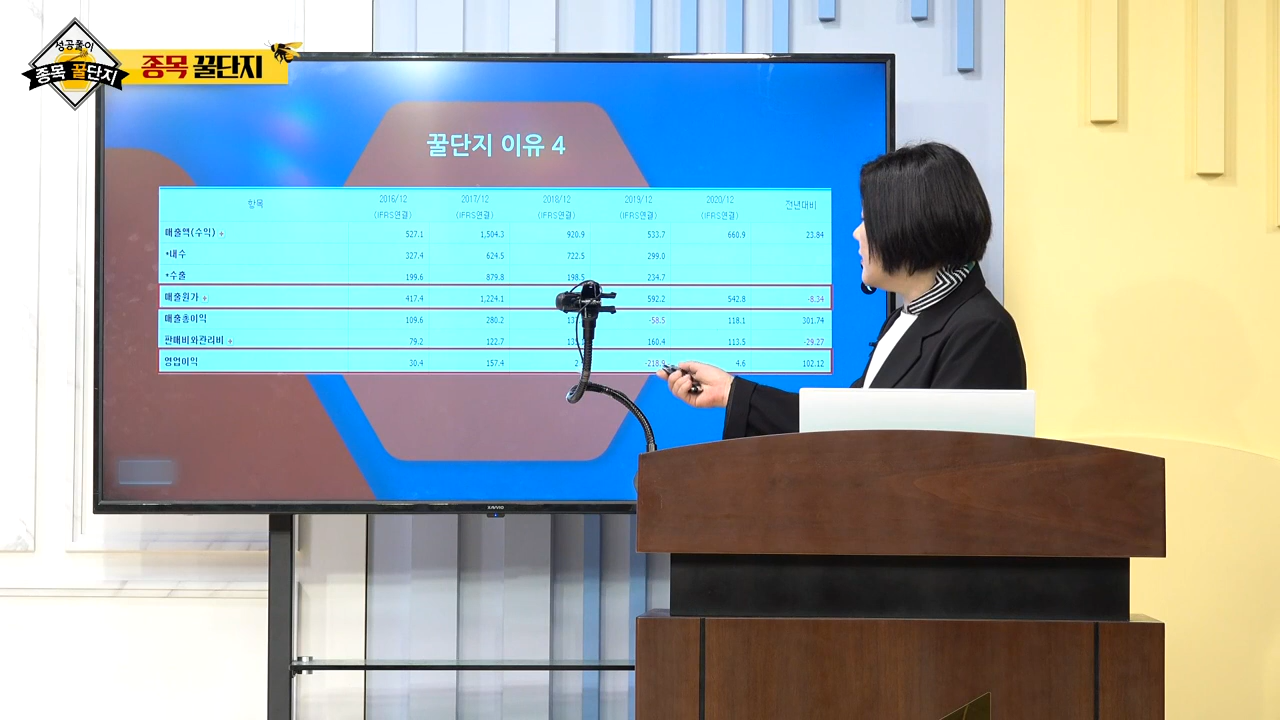 성공풀이
종목 꿀단지
종목 꿀단지
꿀단지 이유 4
항목 2016/12 (IFRS연결) 2017/12 (IFRS연결) 2018/12 (IFRS연결) 2019/12 (IFRS연결) 2020/12 (IFRS연결) 전년대비
매출액(수익) + 527.1 1,504.3 920.9 533.7 660.9 23.84
*내수 327.4 624.5 722.5 299.0
*수출 199.6 879.8 198.5 234.7
매출원가 + 417.4 1,224.1 592.2 542.8 -8.34
매출총이익 109.6 280.2 -58.5 118.1 301.74
판매비와관리비 + 79.2 122.7 160.4 113.5 -29.27
영업이익 30.4 157.4 -218.9 4.6 102.12